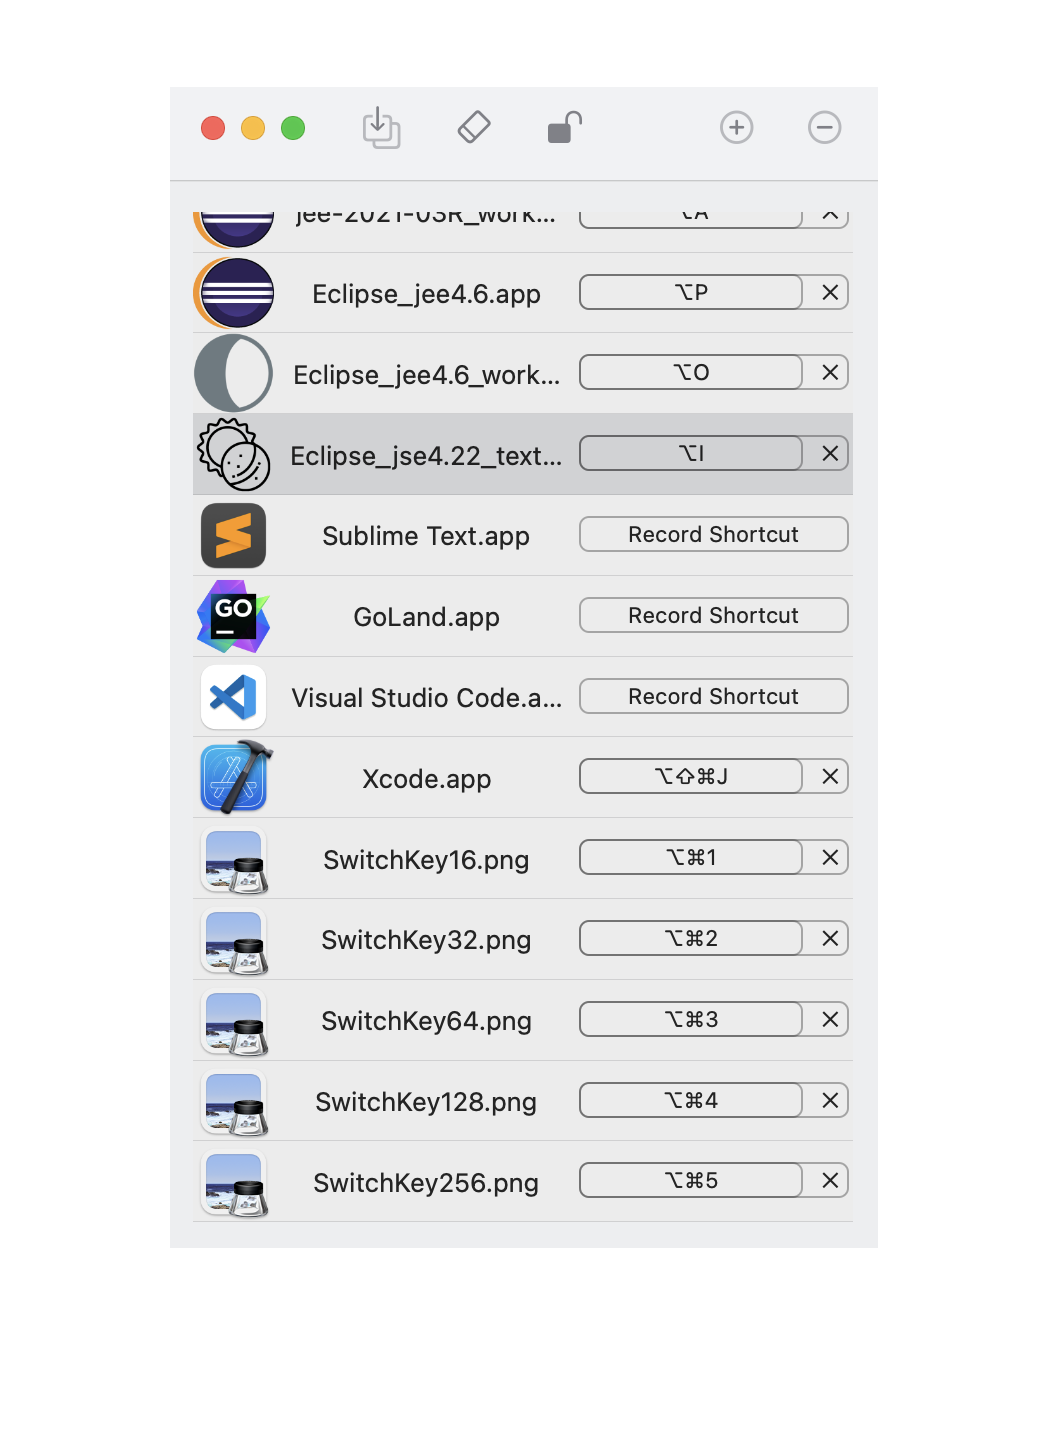 jee-2021-03R_work...
⌥A
Eclipse_jee4.6.app
⌥P
Eclipse_jee4.6_work...
⌥O
Eclipse_jse4.22_text...
⌥I
Sublime Text.app
Record Shortcut
GO
GoLand.app
Record Shortcut
Visual Studio Code.a...
Record Shortcut
Xcode.app
⌥⇧⌘J
SwitchKey16.png
⌥⌘1
SwitchKey32.png
⌥⌘2
SwitchKey64.png
⌥⌘3
SwitchKey128.png
⌥⌘4
SwitchKey256.png
⌥⌘5